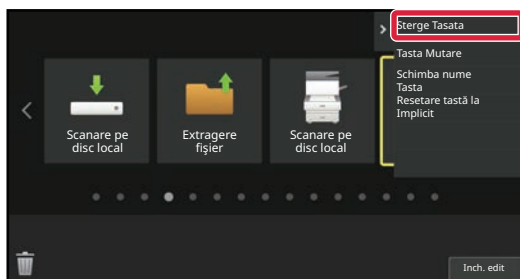 Sterge Tasata
Tasta Mutare
Schimba nume
Tasta
Resetare tastă la
Implicit
Scanare pe
disc local
Extragere
fişier
Scanare pe
disc local
Inch. edit